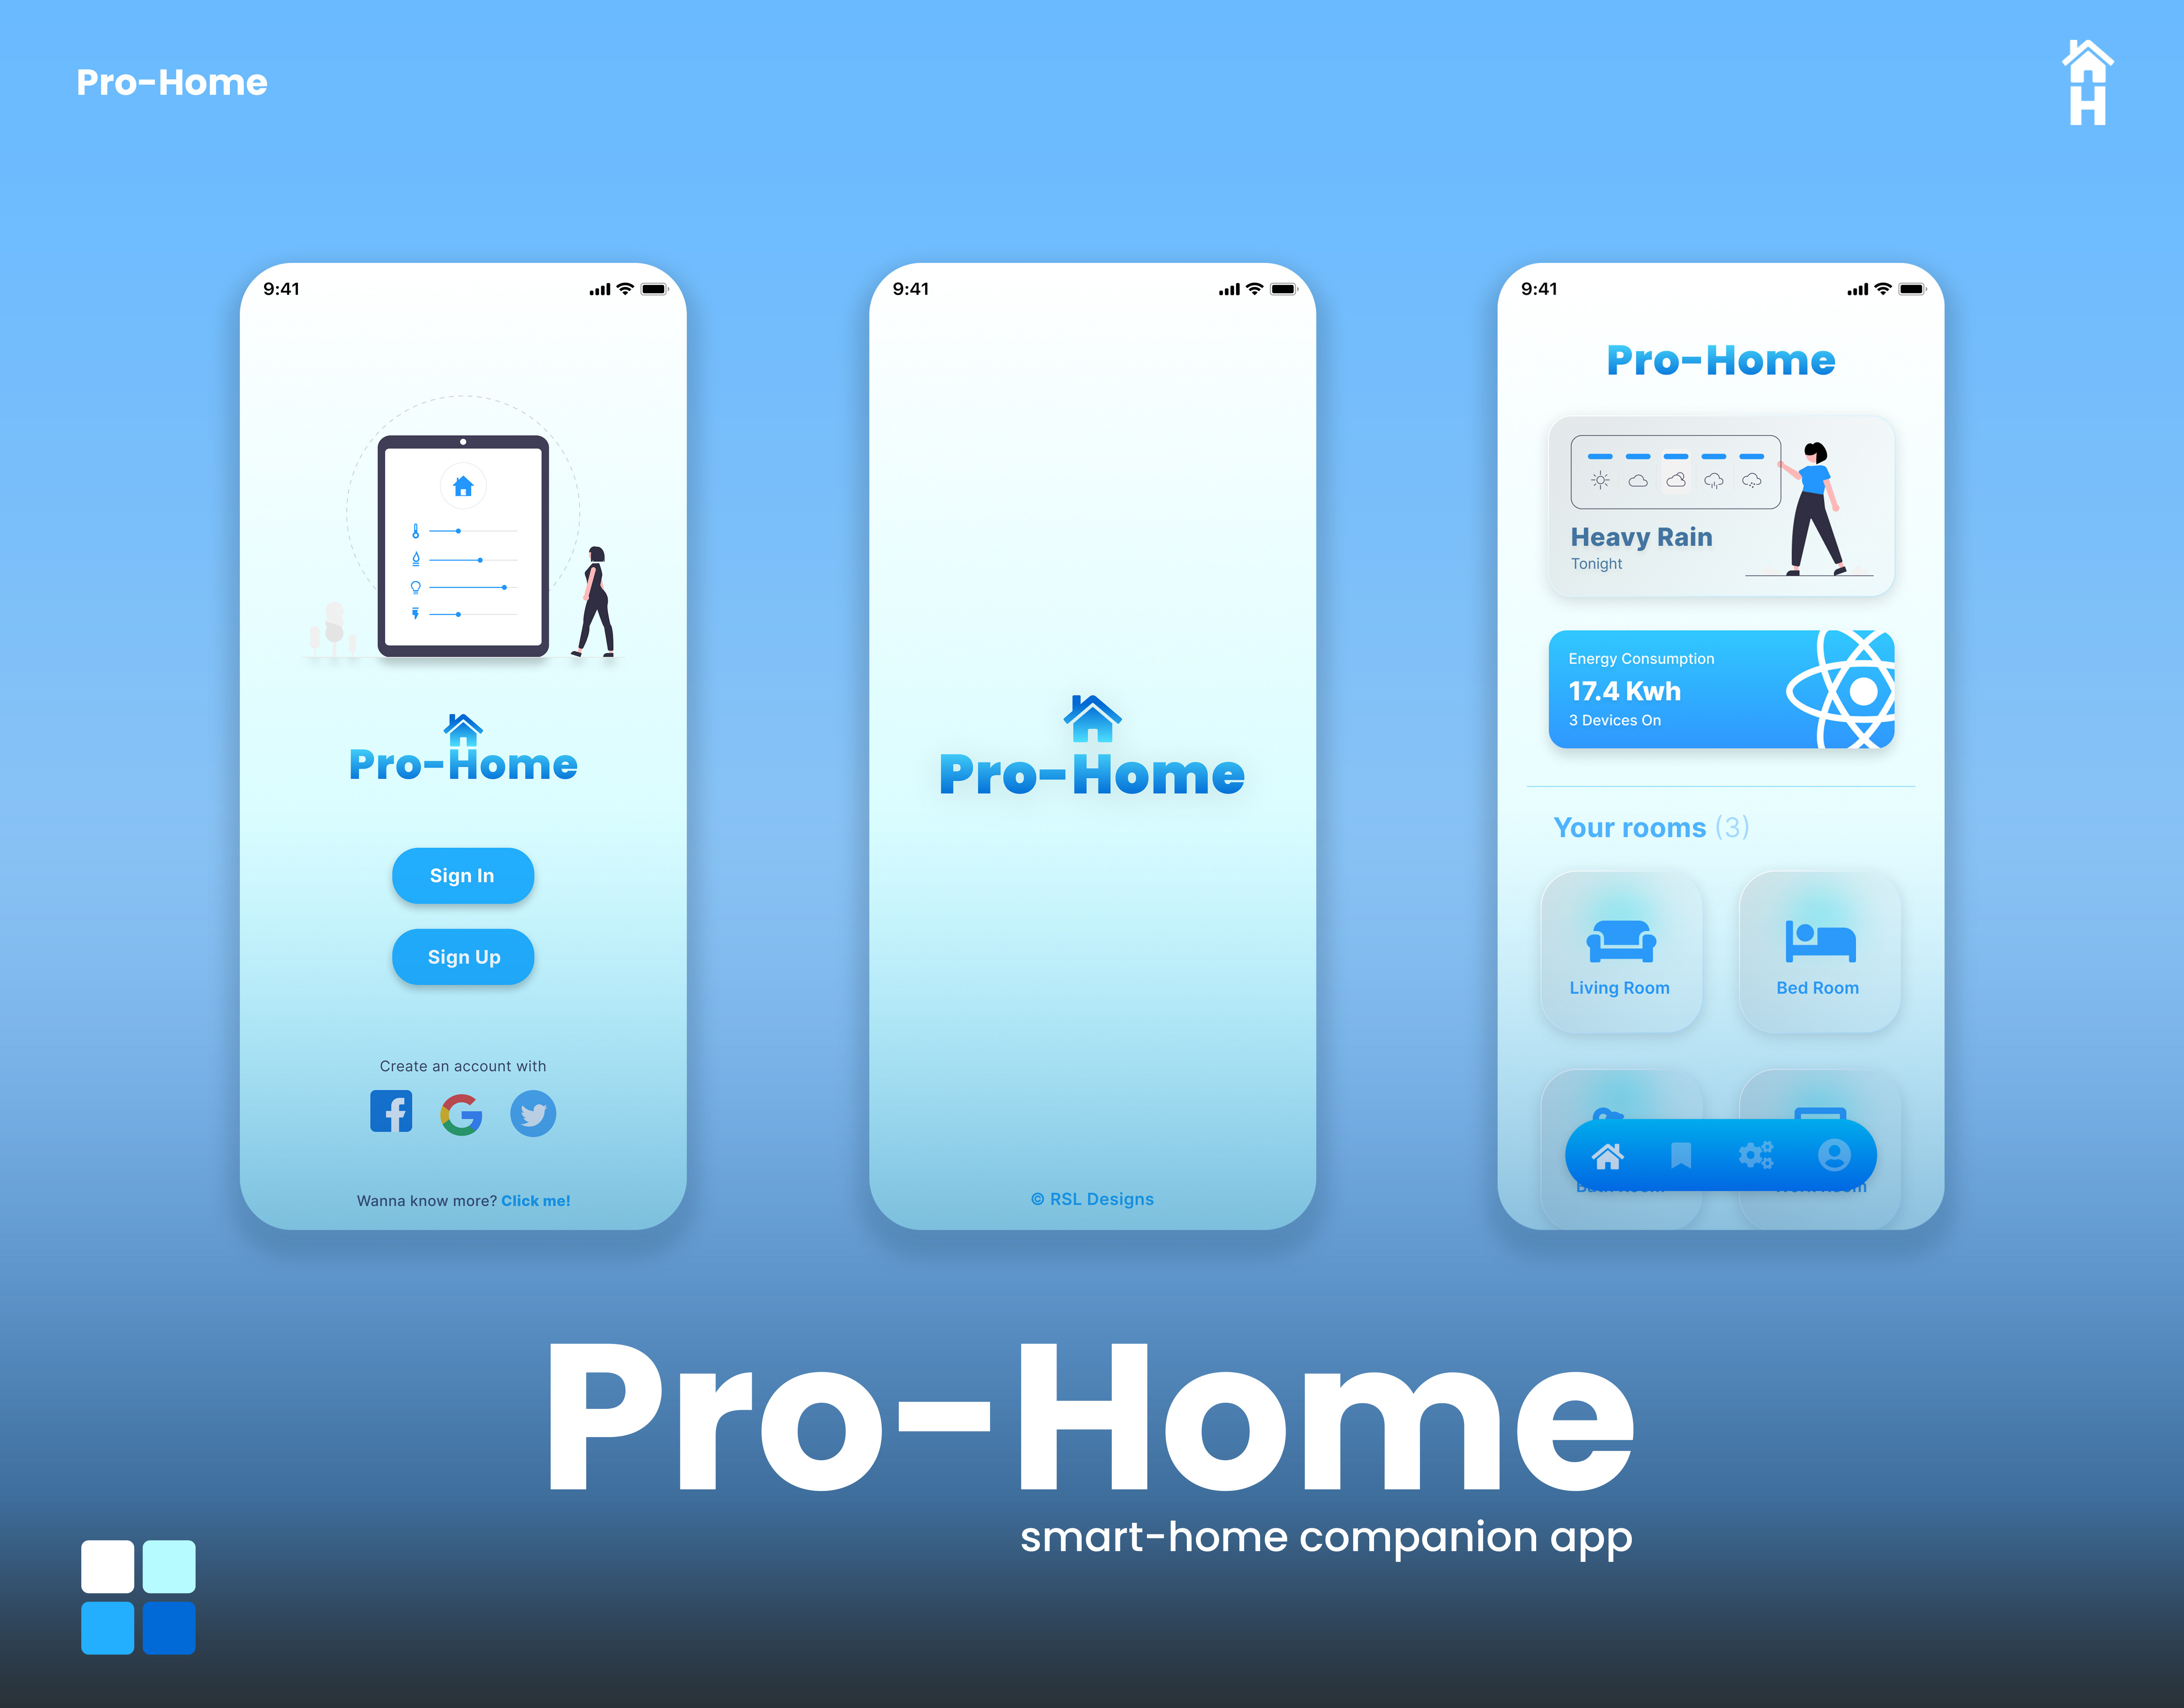 Pro-Home
H
9:41
Pro-Home
Sign In
Sign Up
Create an account with
Wanna know more? Click me!
9:41
Pro-Home
© RSL Designs
9:41
Pro-Home
Heavy Rain
Tonight
Energy Consumption
17.4 Kwh
3 Devices On
Your rooms (3)
Living Room
Bed Room
Pro-Home
smart-home companion app